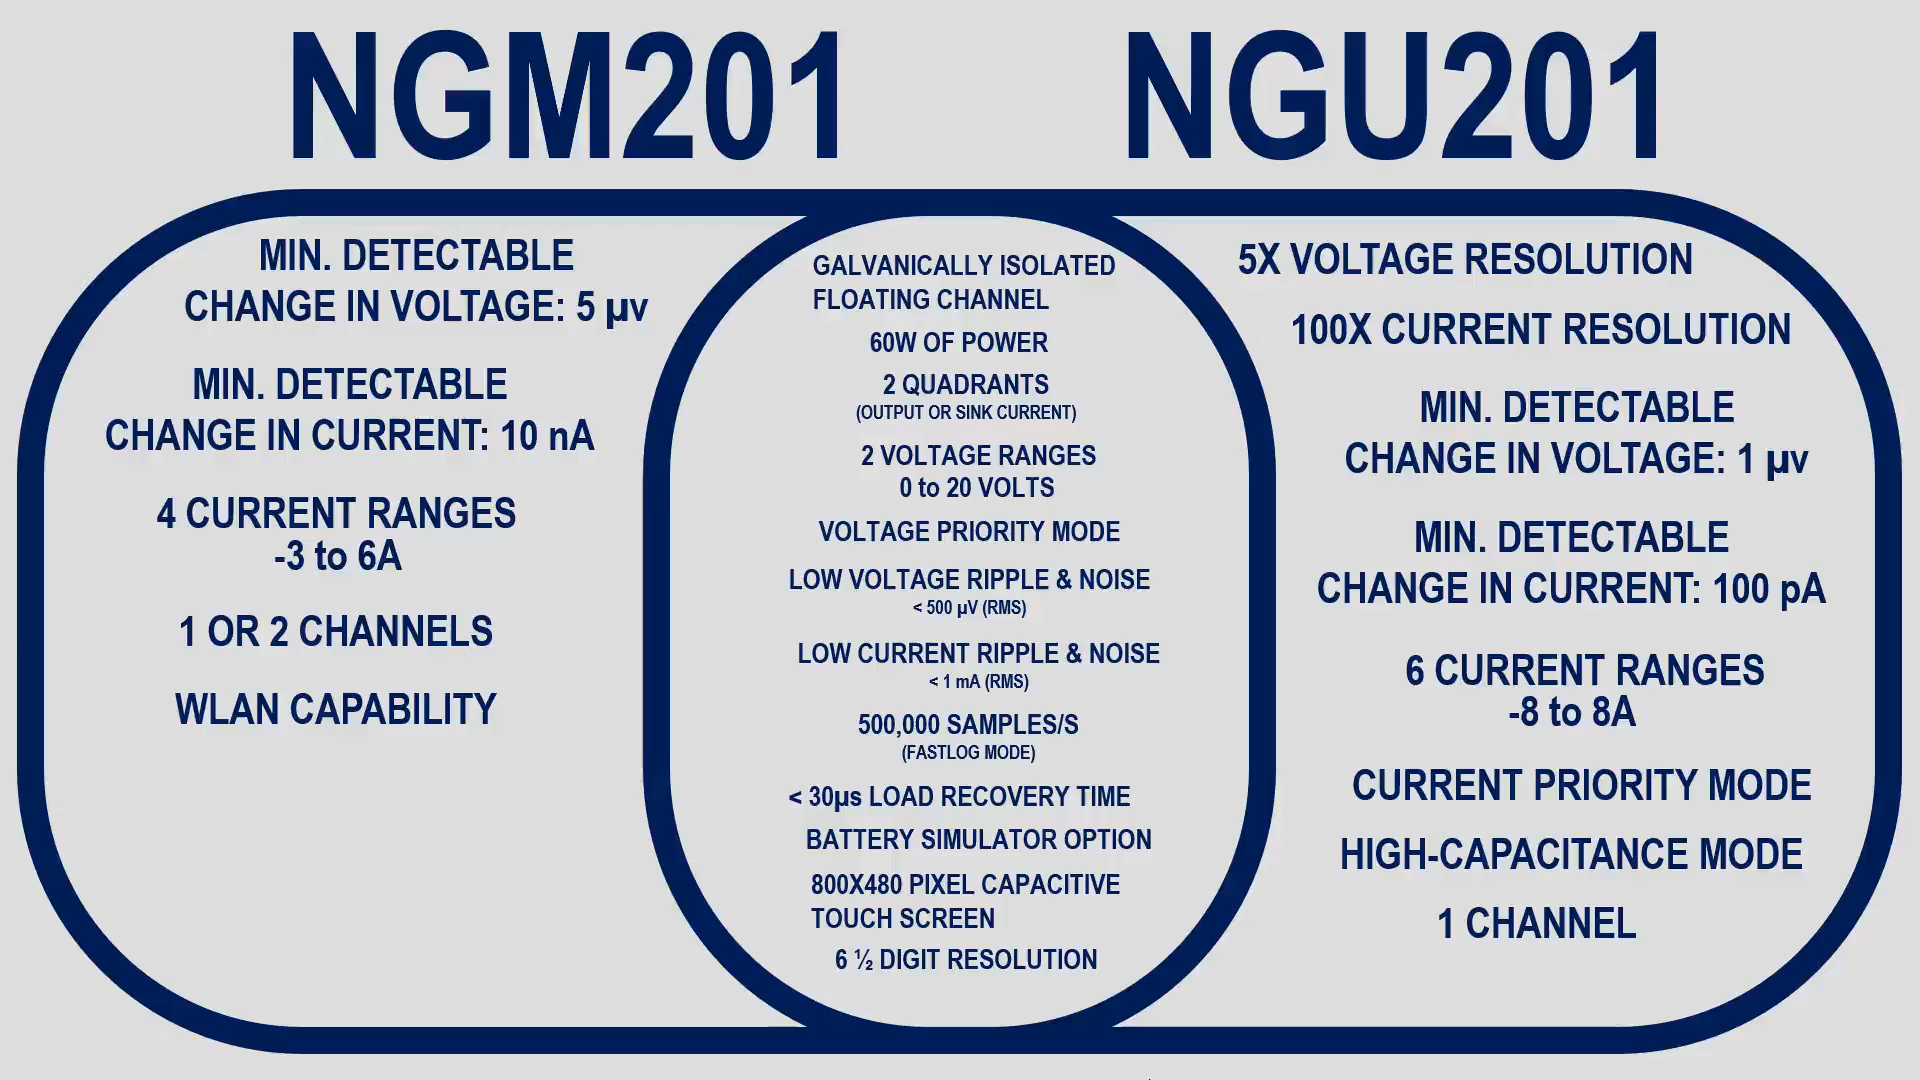 NGM201
NGU201
MIN. DETECTABLE
CHANGE IN VOLTAGE: 5 µv
MIN. DETECTABLE
CHANGE IN CURRENT: 10 nA
4 CURRENT RANGES
-3 to 6A
1 OR 2 CHANNELS
WLAN CAPABILITY
GALVANICALLY ISOLATED
FLOATING CHANNEL
60W OF POWER
2 QUADRANTS
(OUTPUT OR SINK CURRENT)
2 VOLTAGE RANGES
0 to 20 VOLTS
VOLTAGE PRIORITY MODE
LOW VOLTAGE RIPPLE & NOISE
< 500 µV (RMS)
LOW CURRENT RIPPLE & NOISE
< 1 mA (RMS)
500,000 SAMPLES/S
(FASTLOG MODE)
< 30µs LOAD RECOVERY TIME
BATTERY SIMULATOR OPTION
800X480 PIXEL CAPACITIVE
TOUCH SCREEN
6 ½ DIGIT RESOLUTION
5X VOLTAGE RESOLUTION
100X CURRENT RESOLUTION
MIN. DETECTABLE
CHANGE IN VOLTAGE: 1 µv
MIN. DETECTABLE
CHANGE IN CURRENT: 100 pA
6 CURRENT RANGES
-8 to 8A
CURRENT PRIORITY MODE
HIGH-CAPACITANCE MODE
1 CHANNEL